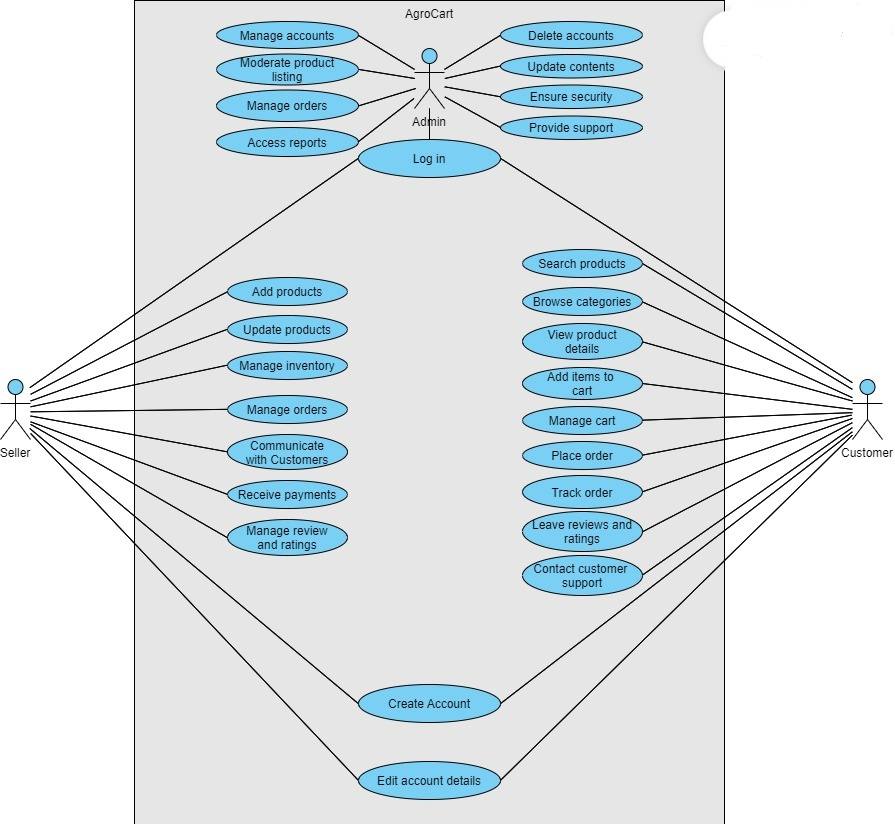 AgroCart
Manage accounts
Moderate product
listing
Manage orders
Access reports
Delete accounts
Update contents
Ensure security
Provide support
Admin
Log in
Search products
Browse categories
View product
details
Add items to
cart
Manage cart
Place order
Track order
Leave reviews and
ratings
Contact customer
support
Add products
Update products
Manage inventory
Manage orders
Communicate
with Customers
Receive payments
Manage review
and ratings
Seller
Customer
Create Account
Edit account details